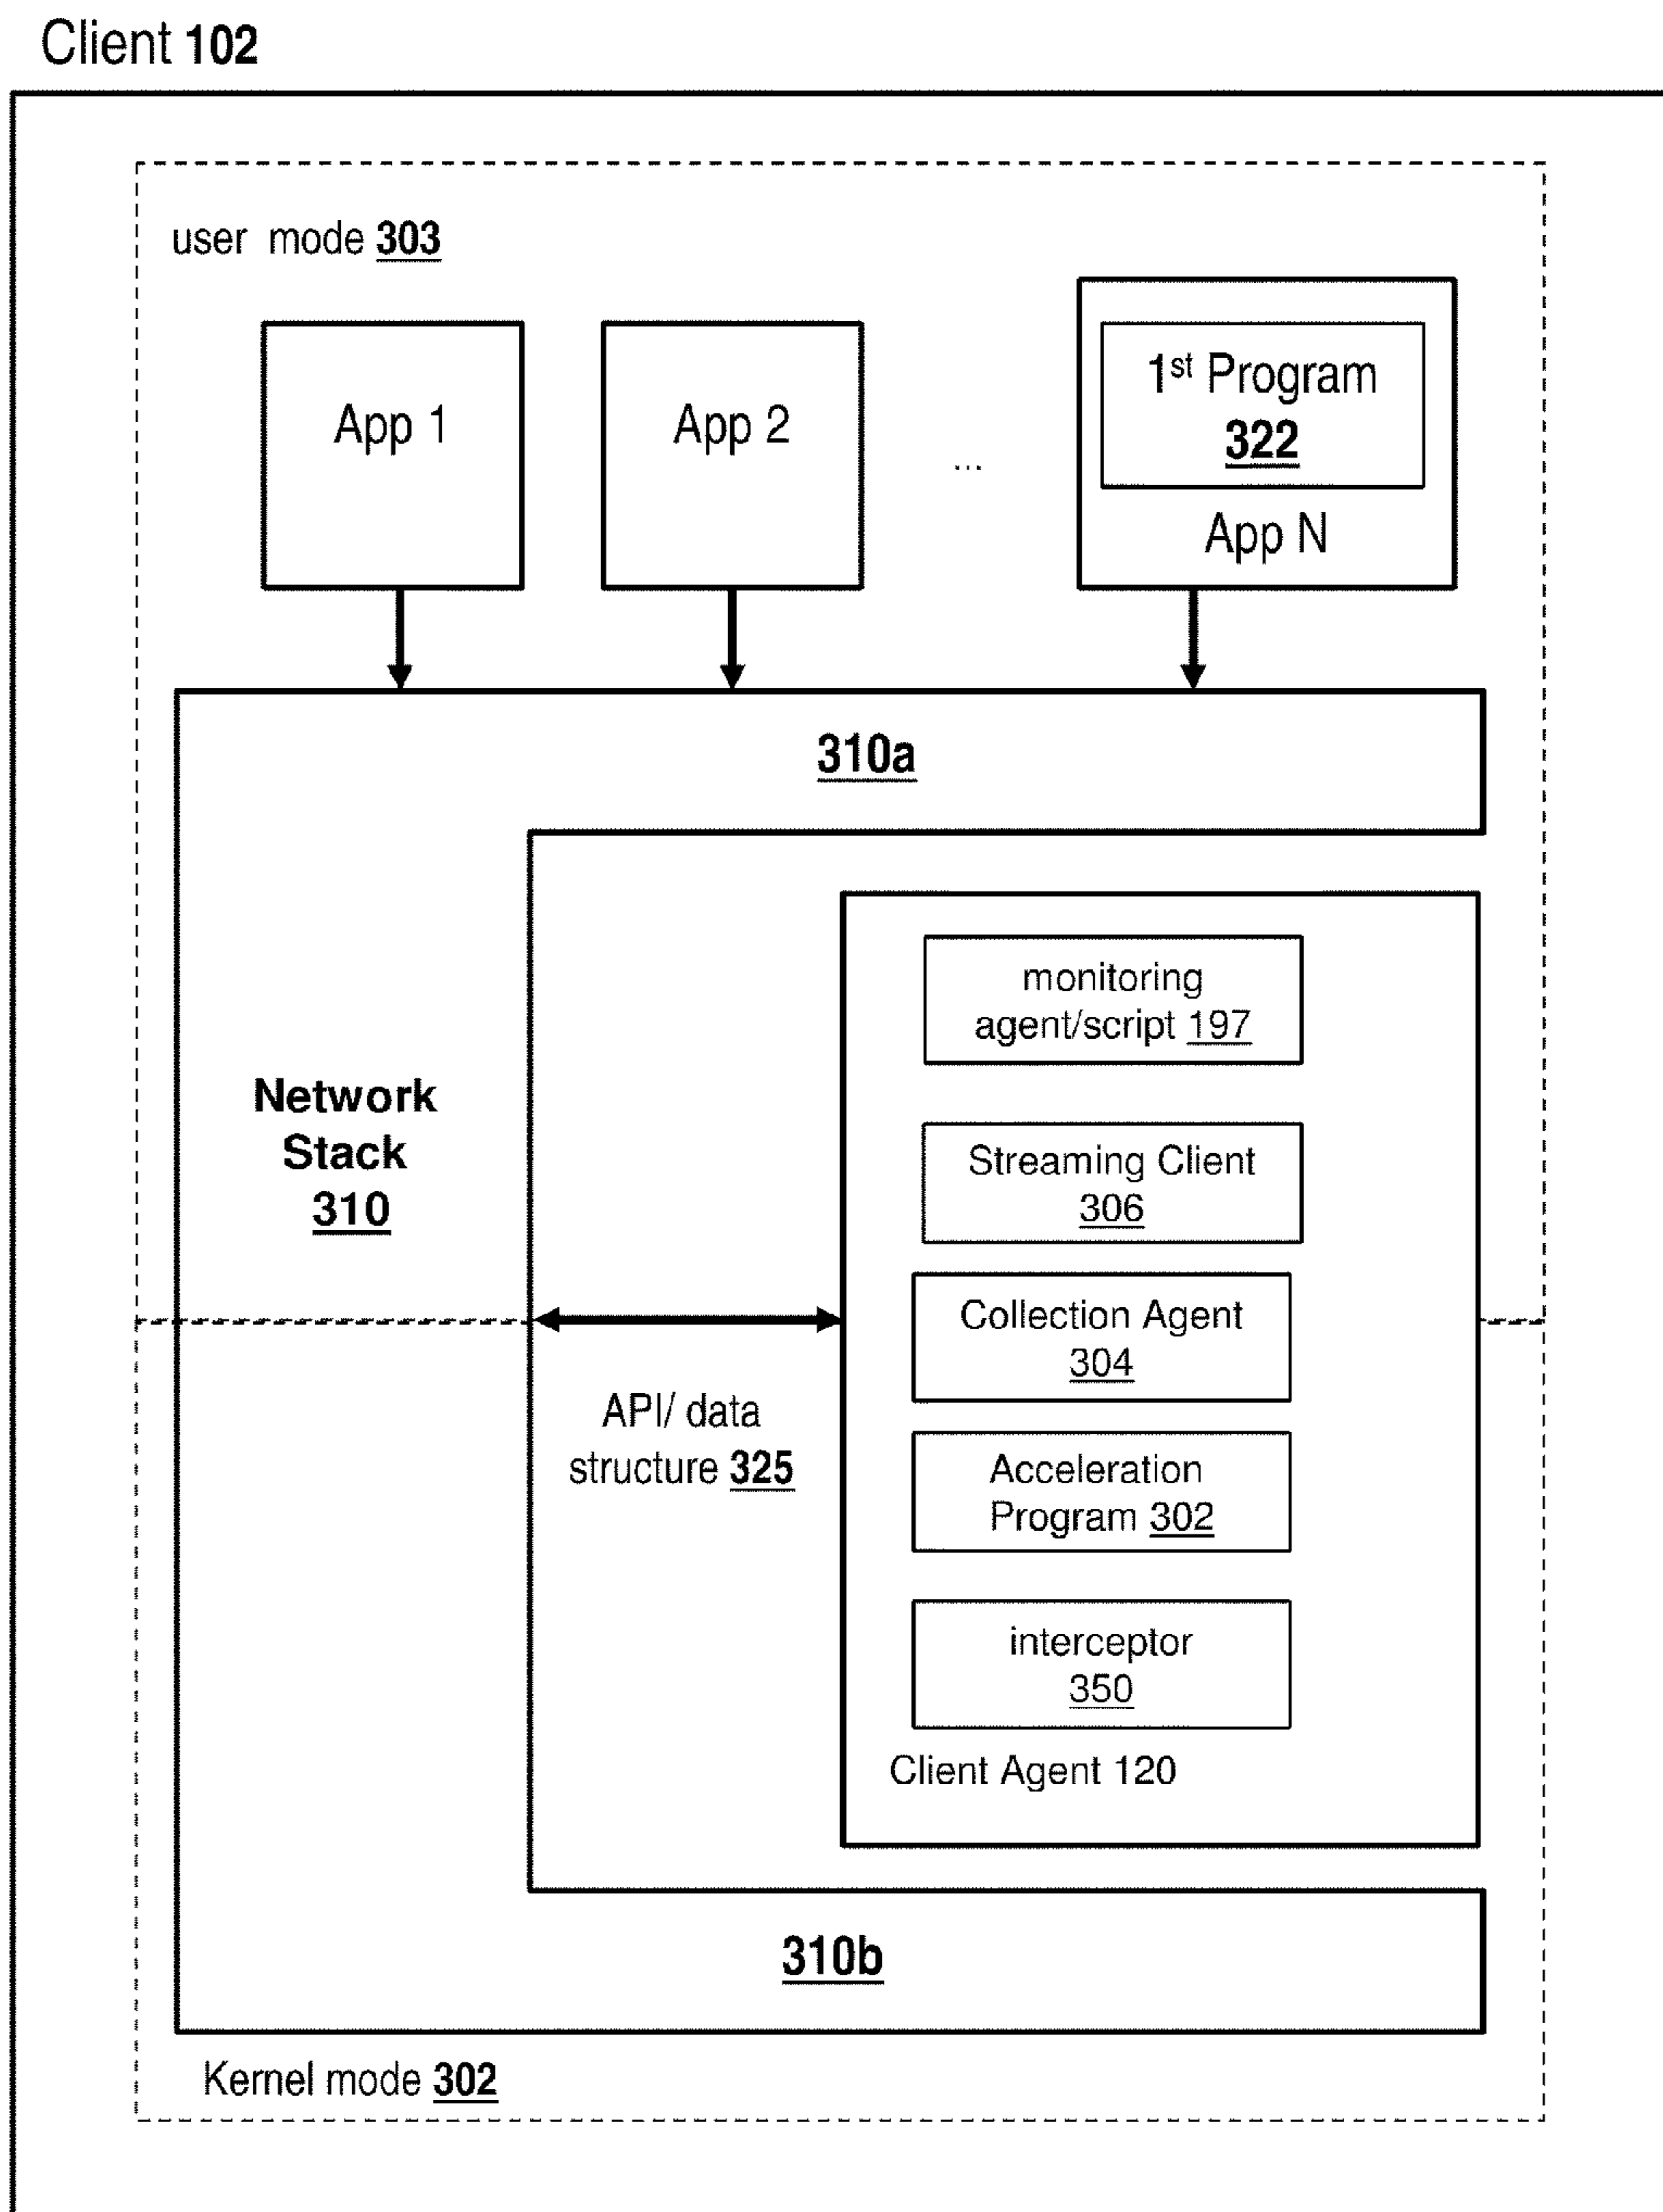 Client 102
user mode 303
App 1
App 2
...
1st Program
322
App N
310a
Network
Stack
310
monitoring
agent/script 197
Streaming Client
306
Collection Agent
304
API/ data
structure 325
Acceleration
Program 302
interceptor
350
Client Agent 120
310b
Kernel mode 302